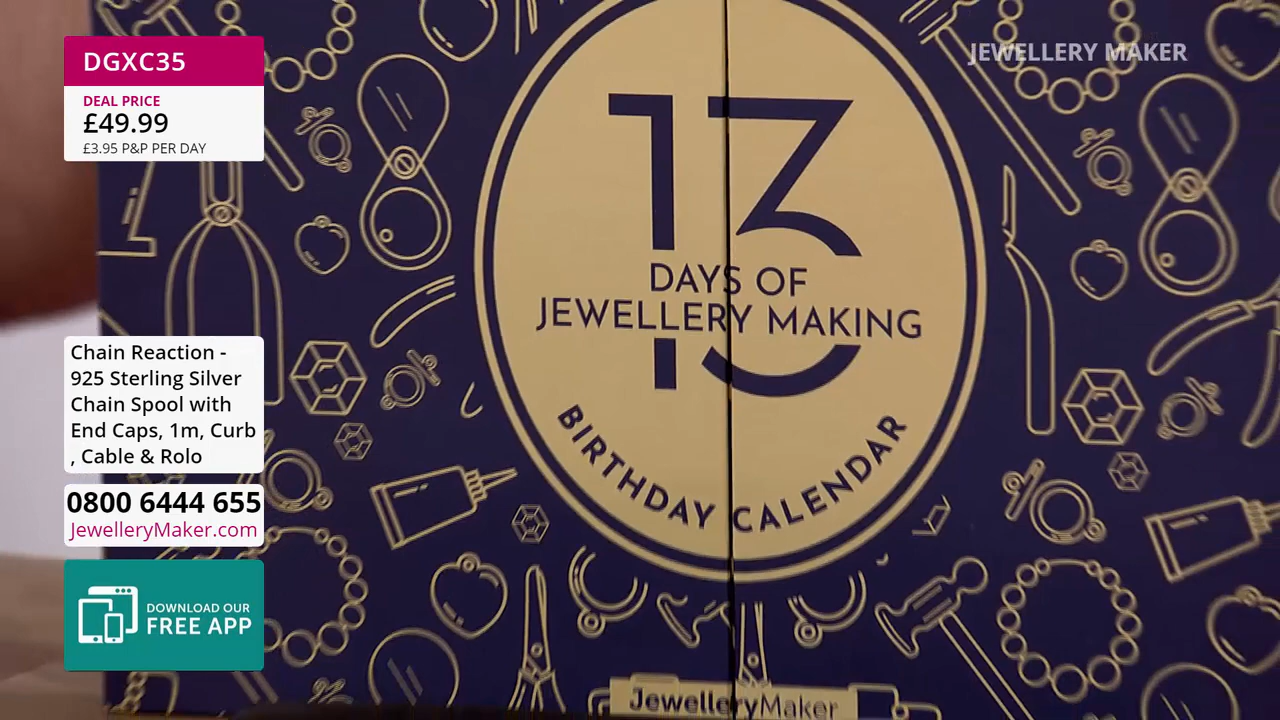 DGXC35
DEAL PRICE
£49.99
£3.95 P&P PER DAY
Chain Reaction -
925 Sterling Silver
Chain Spool with
End Caps, 1m, Curb
, Cable & Rolo
0800 6444 655
JewelleryMaker.com
DOWNLOAD OUR
FREE APP
JEWELLERY MAKER
13
DAYS OF
JEWELLERY MAKING
BIRTHDAY CALENDAR
JewelleryMaker